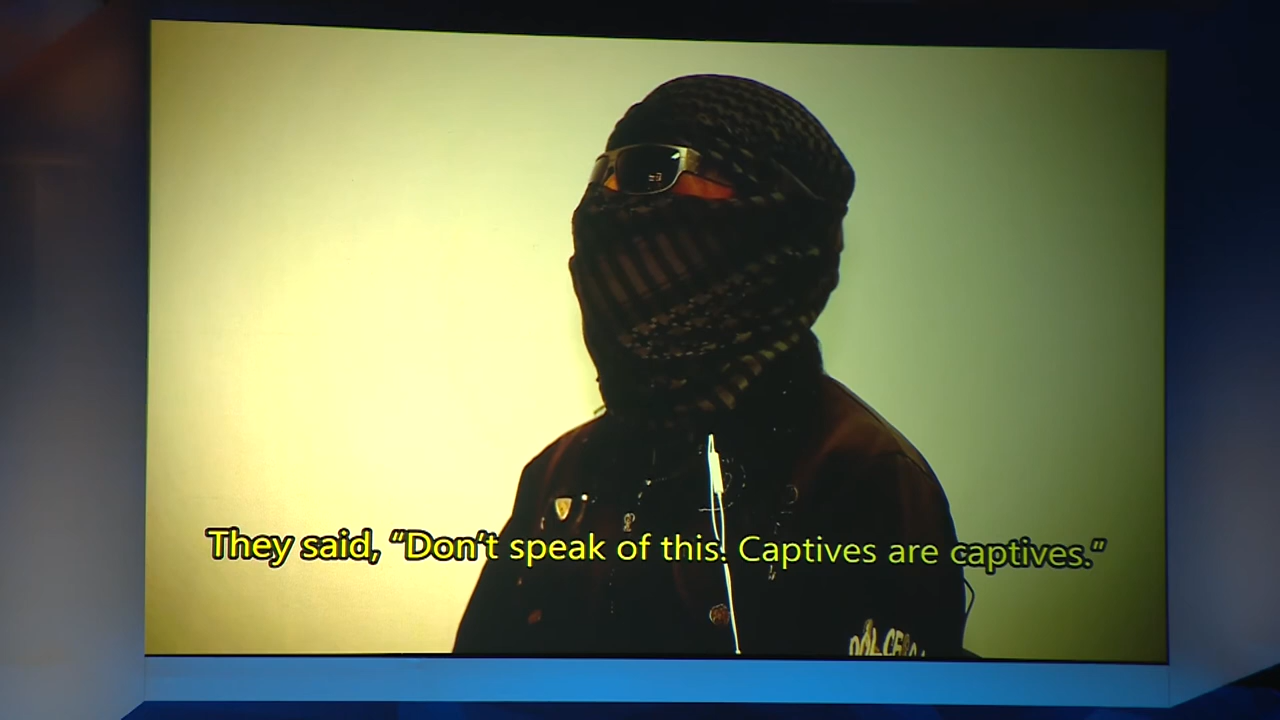 They said, “Don’t speak of this. Captives are captives.”